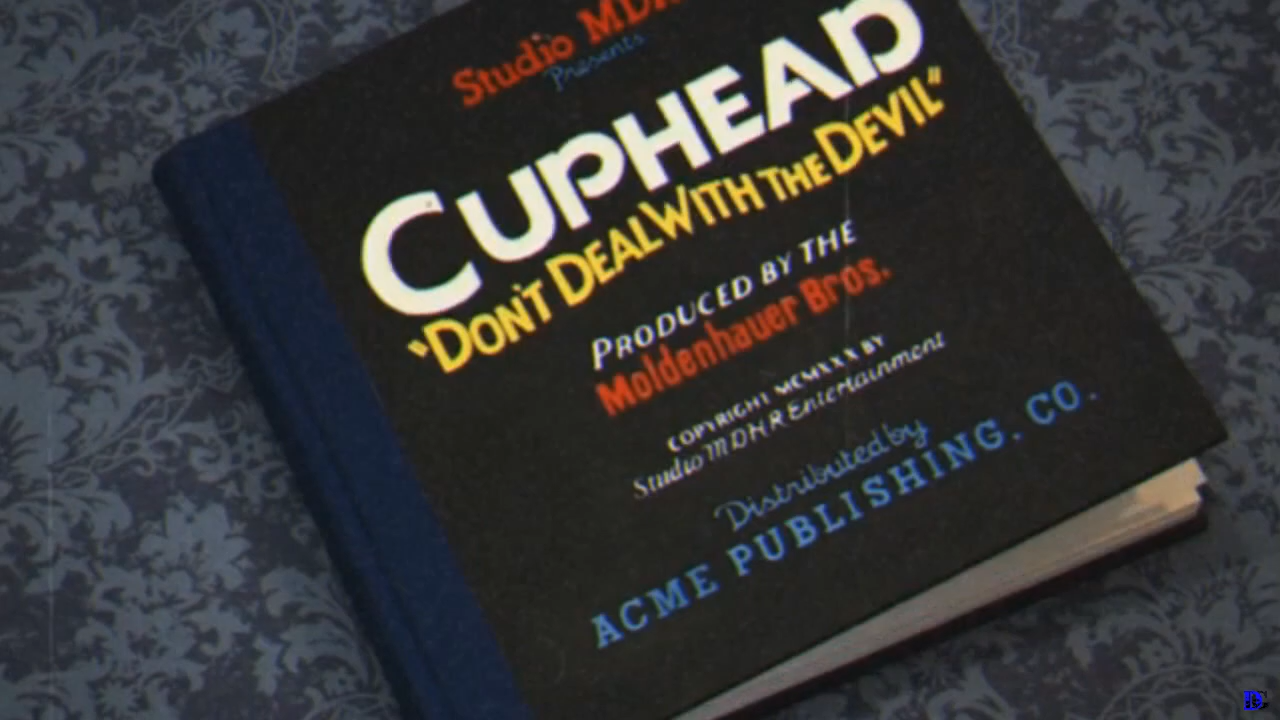 Studio MDHR
Presents
CUPHEAD
"DON'T DEAL WITH THE DEVIL"
PRODUCED BY THE
Moldenhauer Bros.
COPYRIGHT MCMXXX BY
Studio MDHR Entertainment
Distributed by
ACME PUBLISHING. CO.